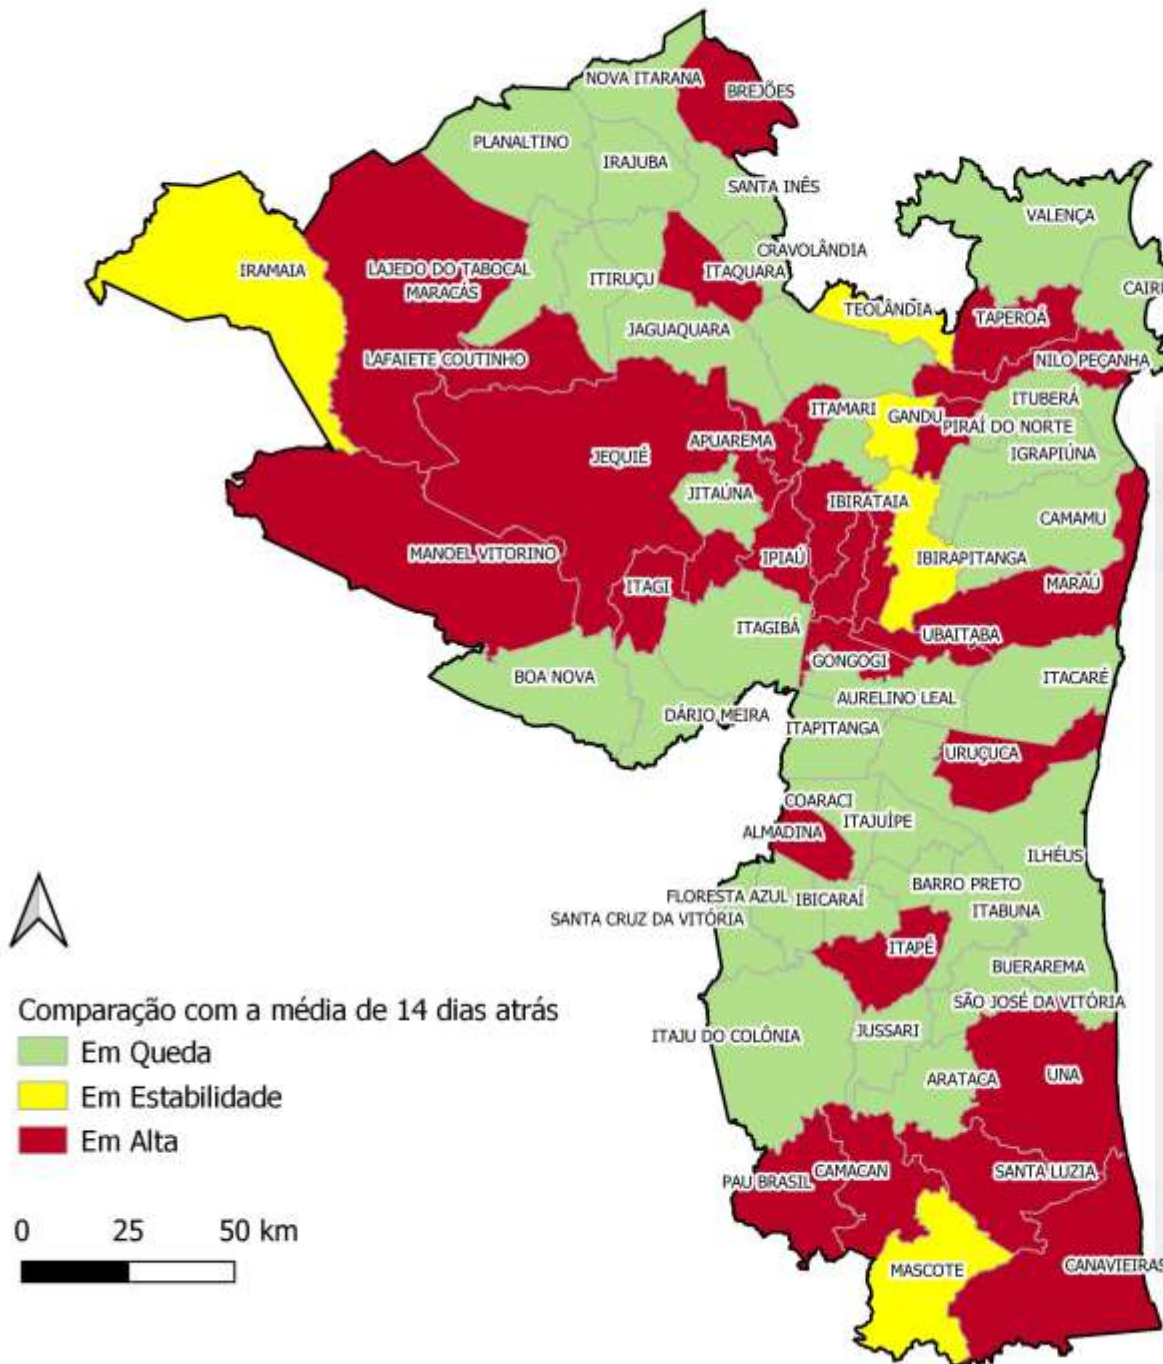 NOVA ITARANA
BREJÕES
PLANALTINO
IRAJUBA
SANTA INÊS
VALENÇA
CRAVOLÂNDIA
IRAMAIA
LAJEDO DO TABOCAL
ITIRUÇU
ITAQUARA
MARACÁS
CAIRU
TEOLÂNDIA
TAPEROÁ
JAGUAQUARA
LAFAIETE COUTINHO
NILO PEÇANHA
ITUBERÁ
ITAMARI
GANDU
PIRAÍ DO NORTE
APUAREMA
JEQUIÉ
IGRAPIÚNA
JITAÚNA
IBIRATAIA
CAMAMU
MANOEL VITORINO
IPIAÚ
IBIRAPITANGA
ITAGI
MARAÚ
ITAGIBÁ
UBAITABA
GONGOGI
BOA NOVA
ITACARÉ
AURELINO LEAL
DÁRIO MEIRA
ITAPITANGA
URUÇUCA
COARACI
ITAJUÍPE
ALMADINA
ILHÉUS
BARRO PRETO
FLORESTA AZUL
IBICARAÍ
ITABUNA
SANTA CRUZ DA VITÓRIA
ITAPÉ
BUERAREMA
SÃO JOSÉ DA VITÓRIA
ITAJU DO COLÔNIA
JUSSARI
ARATACA
UNA
CAMACAN
SANTA LUZIA
PAU BRASIL
MASCOTE
CANAVIEIRAS
Comparação com a média de 14 dias atrás
Em Queda
Em Estabilidade
Em Alta
0 25 50 km